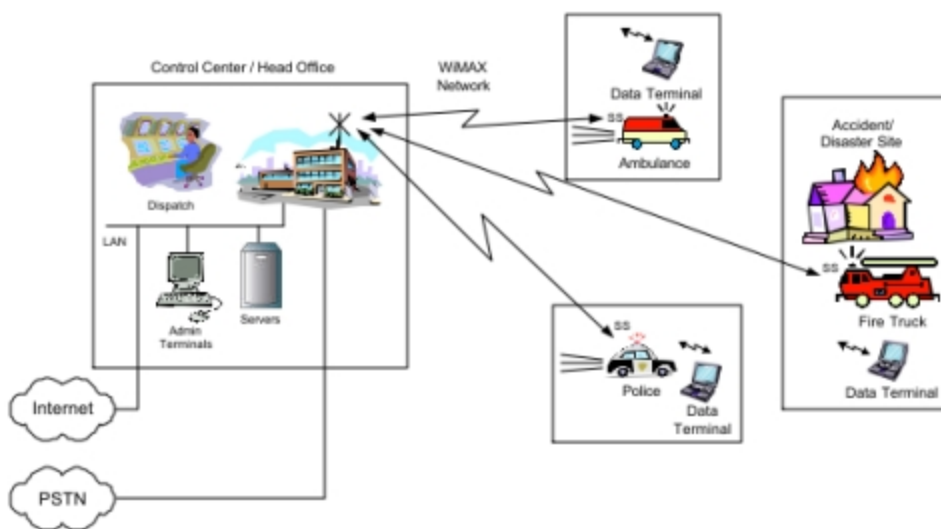 Control Center / Head Office
WiMAX
Network
Dispatch
LAN
Admin
Terminals
Servers
Internet
PSTN
Data Terminal
SS
Ambulance
SS
Police
Data
Terminal
Accident/
Disaster Site
SS
Fire Truck
Data Terminal